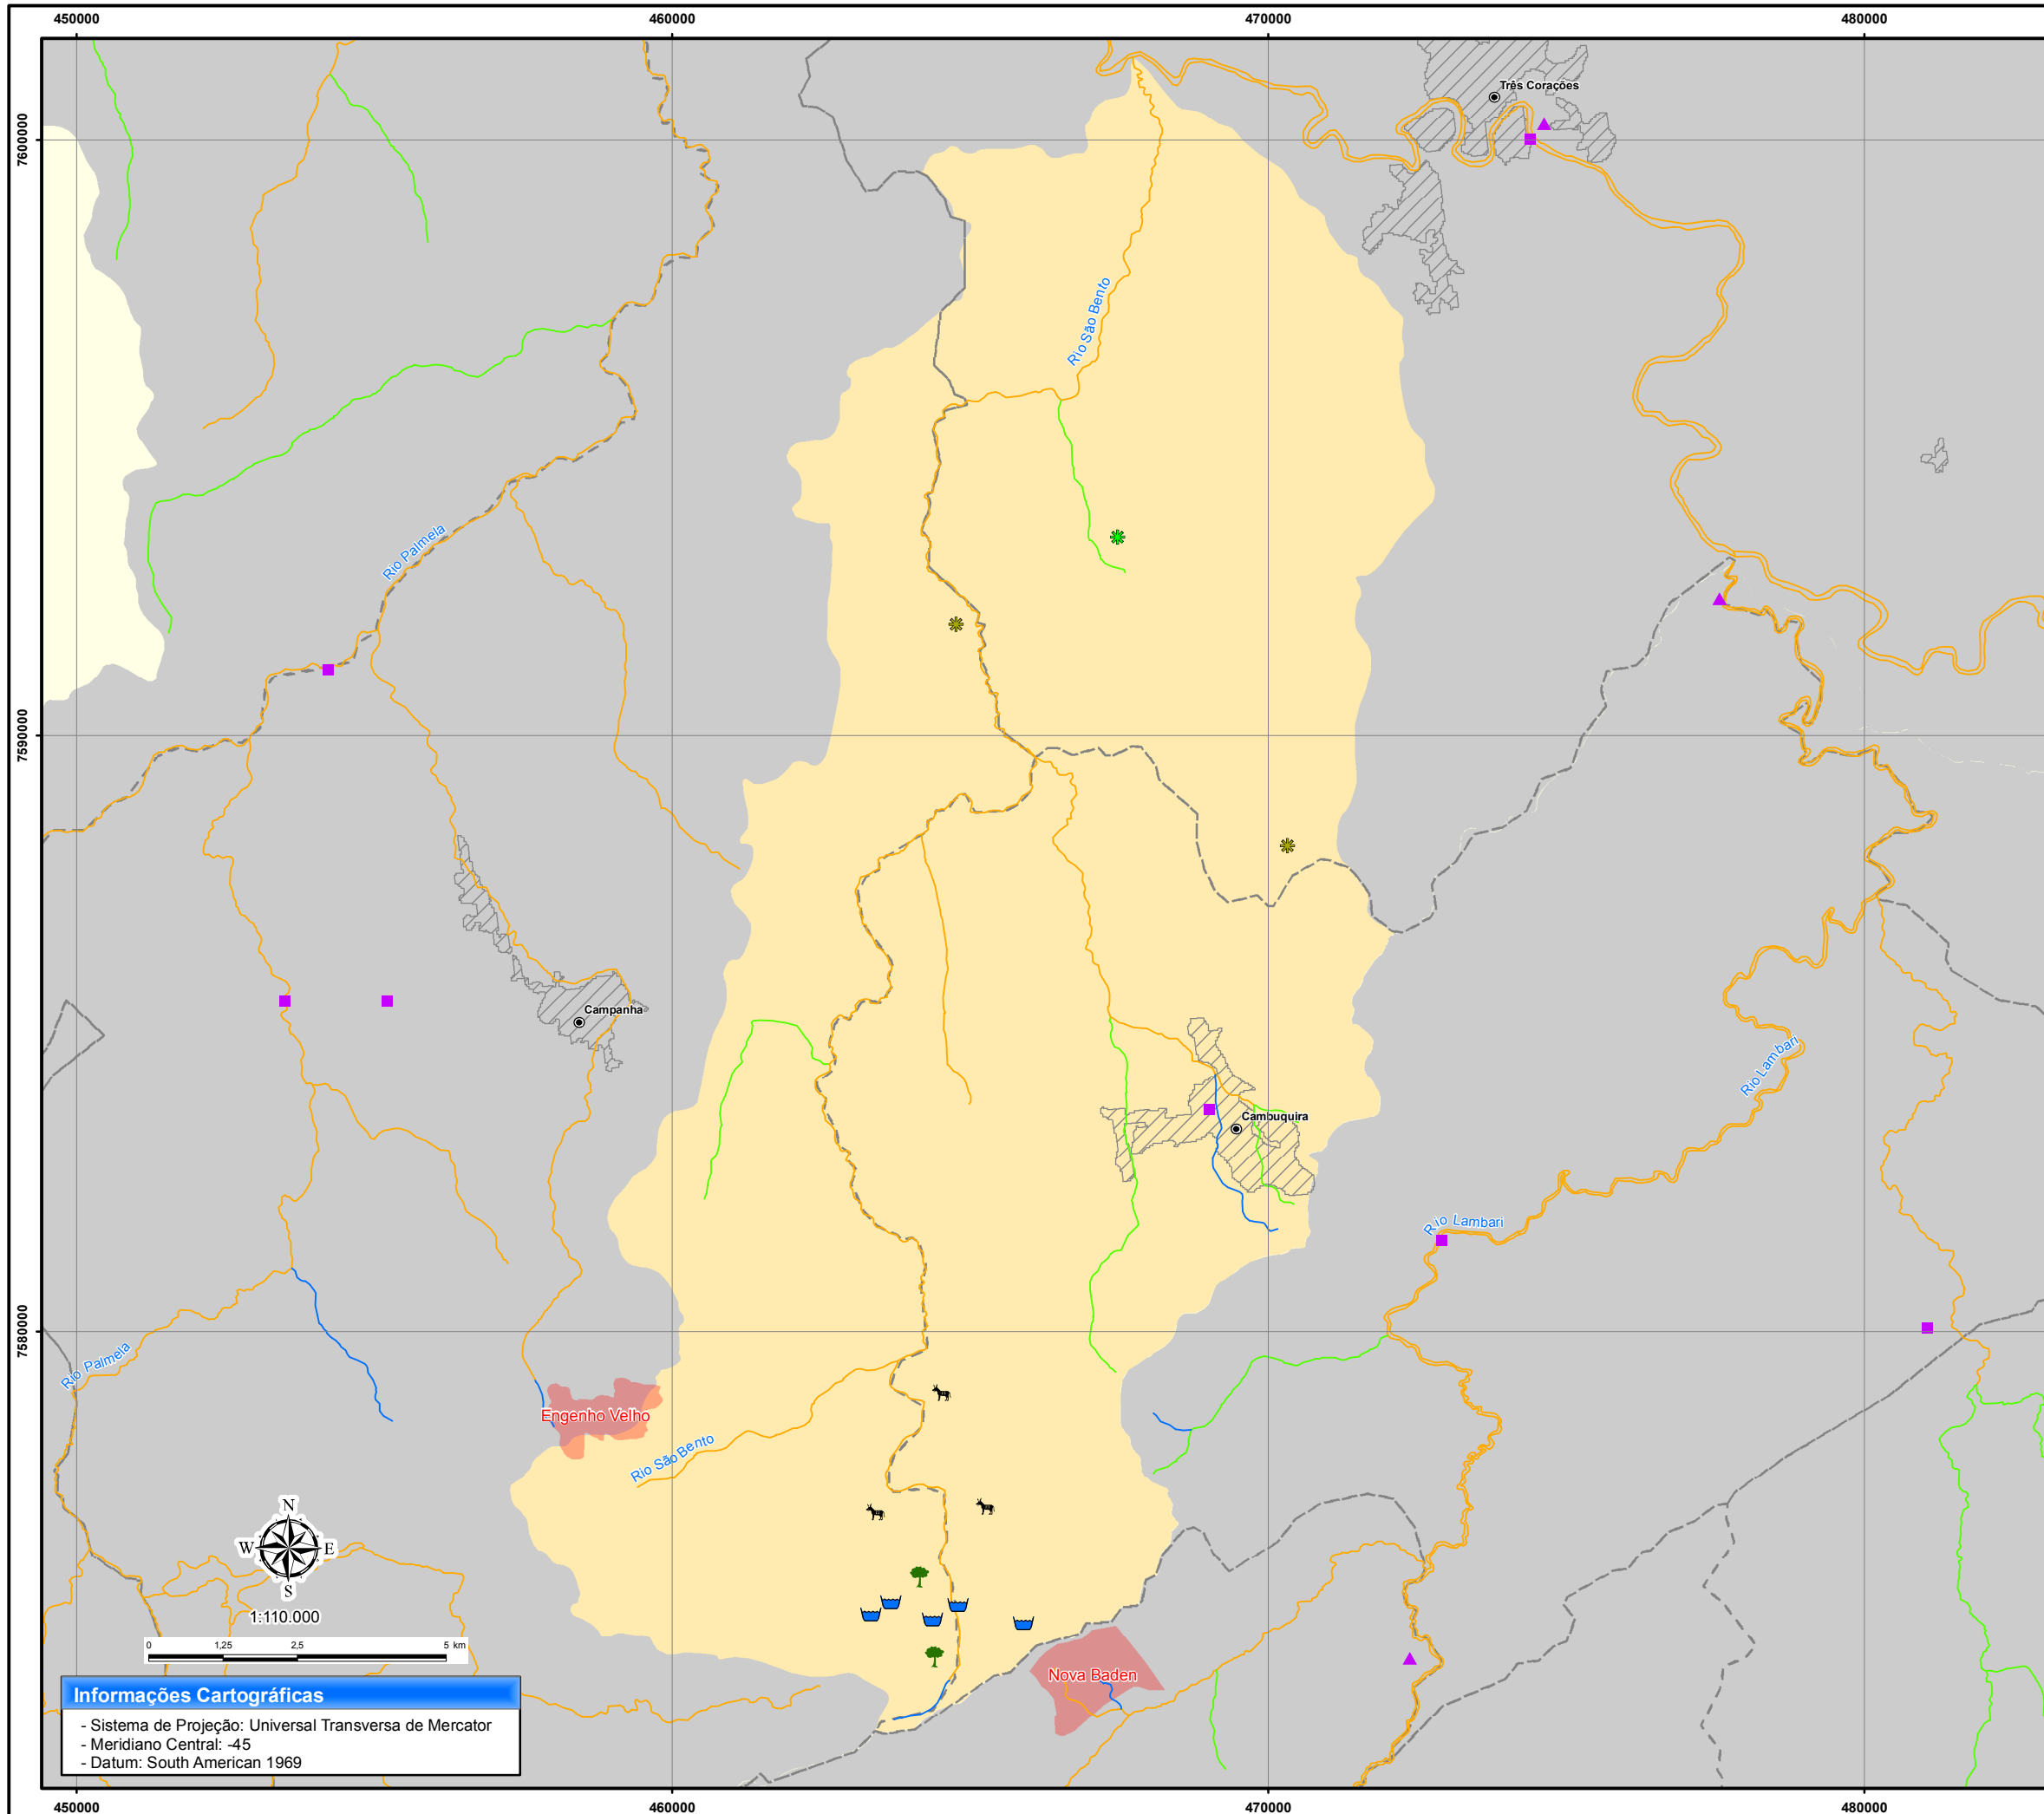 450000
460000
470000
480000
Três Corações
7600000
Rio São Bento
Rio Palmela
7590000
Campanha
Rio Lambari
Cambuquira
Rio Lambari
7580000
Rio Palmela
Engenho Velho
Rio São Bento
N
W
E
S
1:110.000
0 1,25 2,5 5 km
Nova Baden
Informações Cartográficas
- Sistema de Projeção: Universal Transversa de Mercator
- Meridiano Central: -45
- Datum: South American 1969
450000
460000
470000
480000